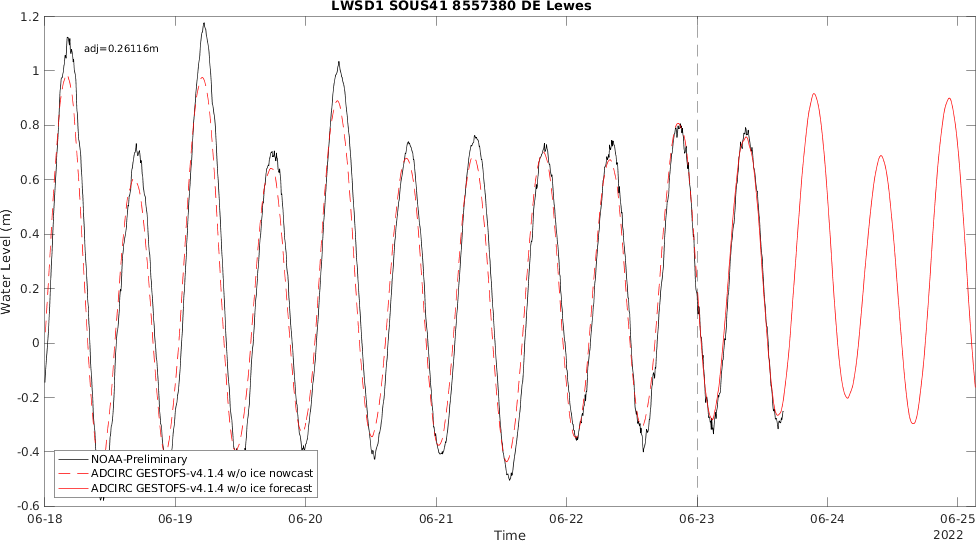 LWSD1 SOUS41 8557380 DE Lewes
adj=0.26116m
1.2
1
0.8
0.6
0.4
0.2
0
-0.2
-0.4
-0.6
Water Level (m)
NOAA-Preliminary
ADCIRC GESTOFS-v4.1.4 w/o ice nowcast
ADCIRC GESTOFS-v4.1.4 w/o ice forecast
06-18 06-19 06-20 06-21 06-22 06-23 06-24 06-25
Time
2022